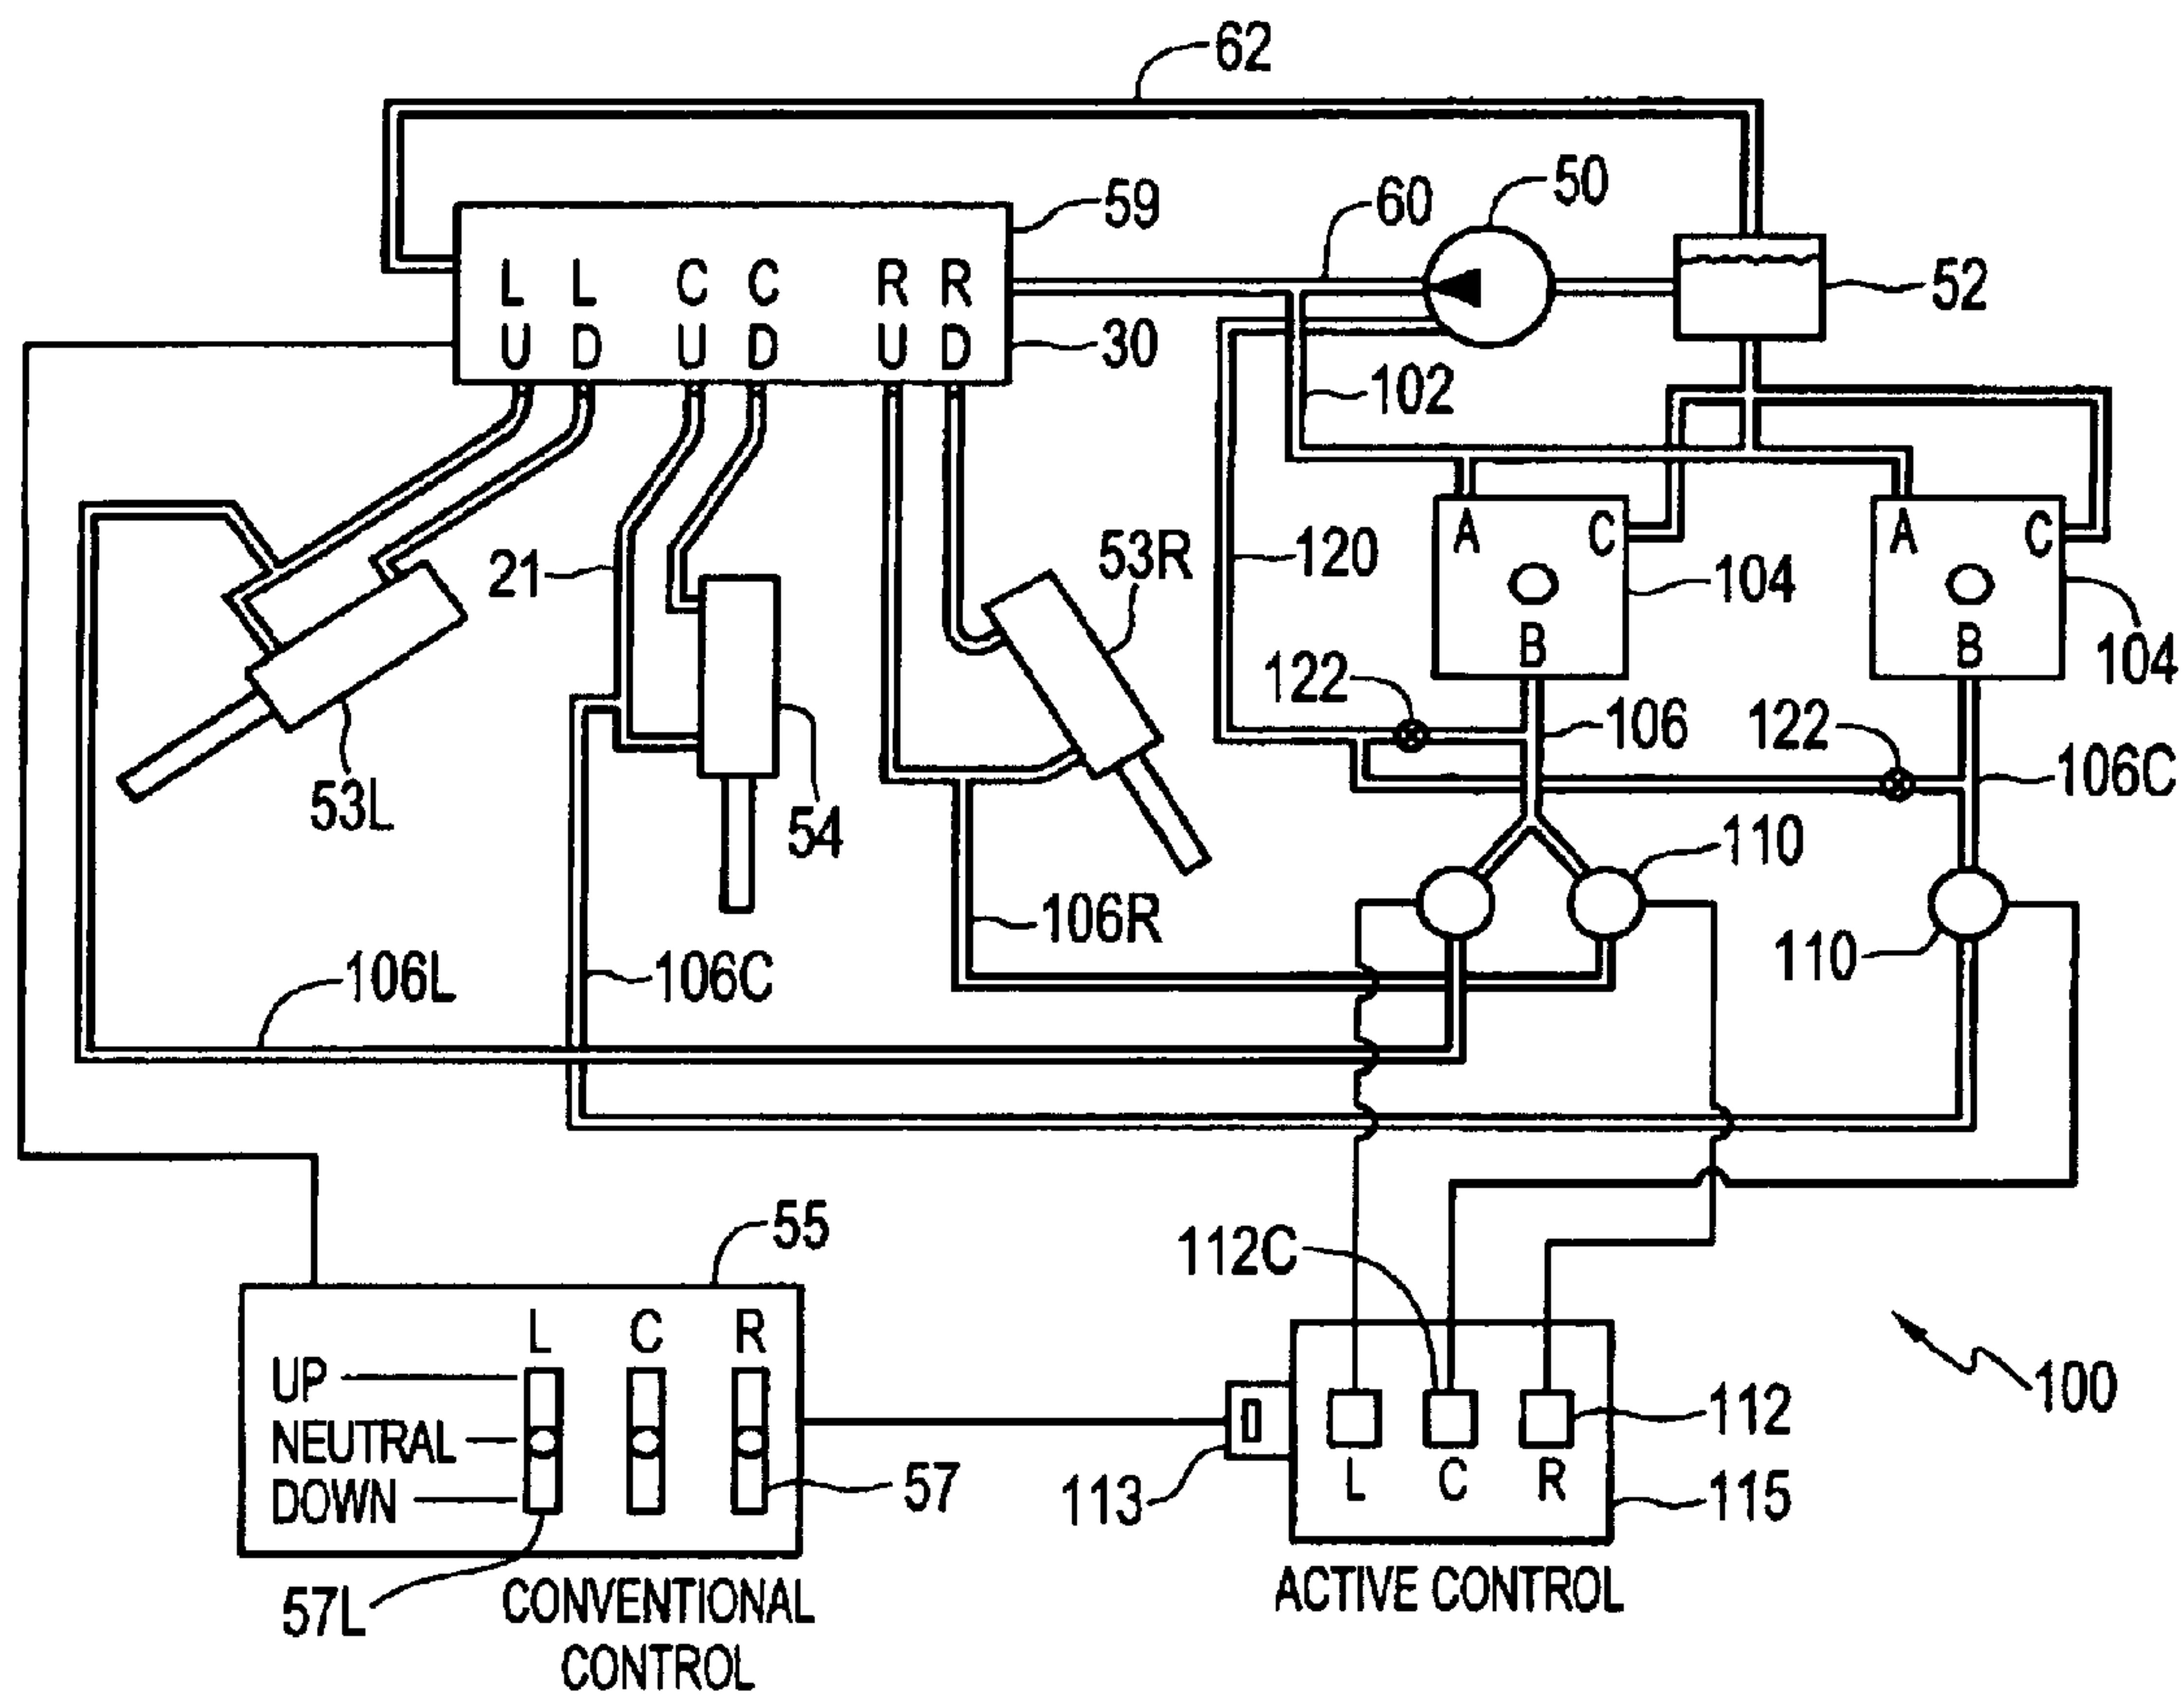 62
59
60
50
L L C C R R
U D U D U D
30
52
102
21
120
53R
A C
B
104
A C
B
104
122
106
122
106C
53L
54
110
106R
110
106L
106C
55
112C
L C R
UP
NEUTRAL
DOWN
57
57L
CONVENTIONAL
CONTROL
113
L C R
112
115
ACTIVE CONTROL
100